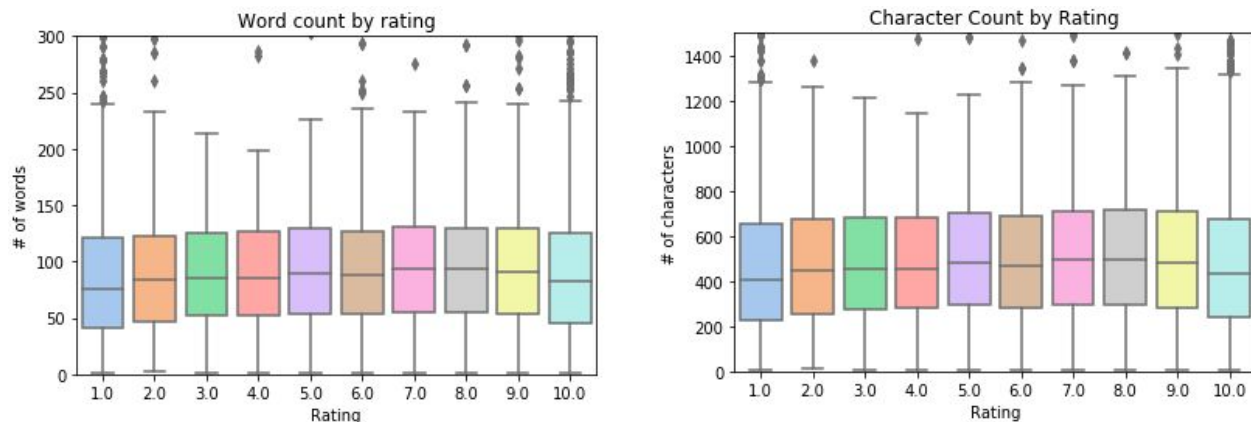 Word count by rating
# of words
300
250
200
150
100
50
0
1.0 2.0 3.0 4.0 5.0 6.0 7.0 8.0 9.0 10.0
Rating
Character Count by Rating
# of characters
1400
1200
1000
800
600
400
200
0
1.0 2.0 3.0 4.0 5.0 6.0 7.0 8.0 9.0 10.0
Rating